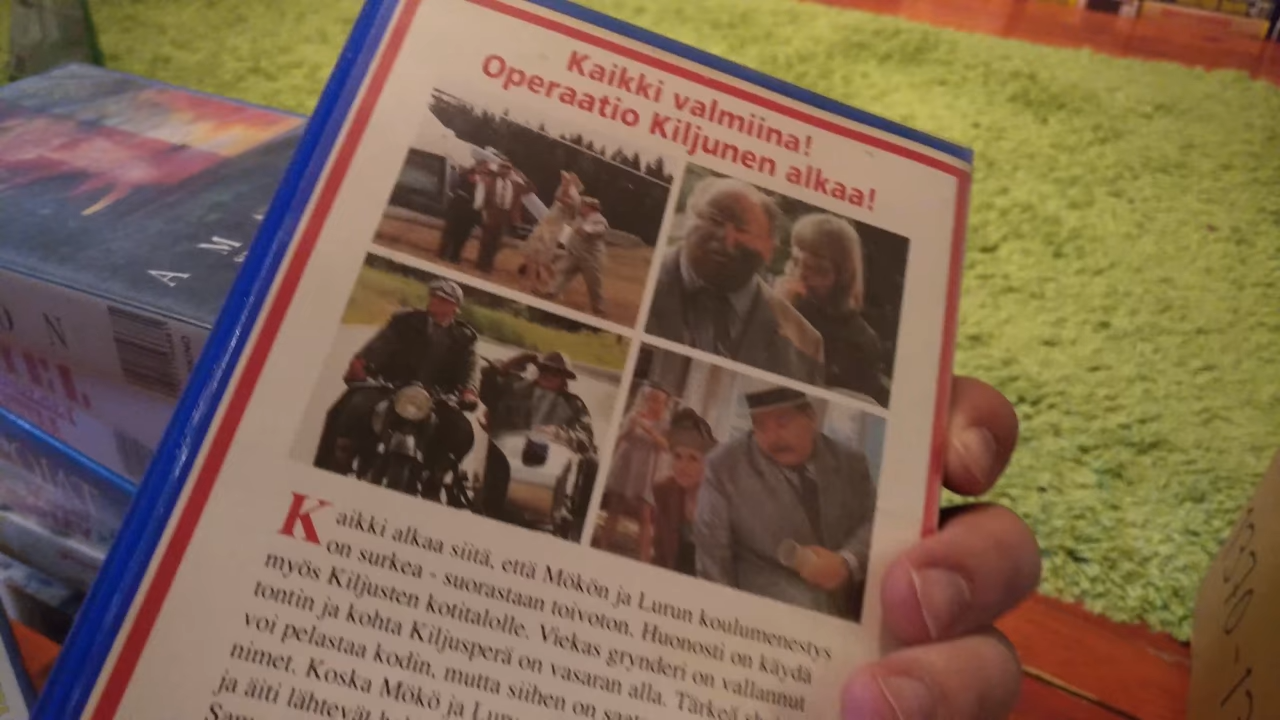 Kaikki valmiina!
Operaatio Kiljunen alkaa!
Kaikki alkaa siitä, että Mökön ja Lurun koulumenestys
on surkea - suorastaan toivoton. Huonosti on käydä
myös Kiljusten kotitalolle. Viekas grynderi on vallannut
tontin ja kohta Kiljusperä on vasaran alla. Tärkeä
voi pelastaa kodin, mutta siihen on
nimet. Koska Mökö ja
ja äiti lähtevät
A M
O N